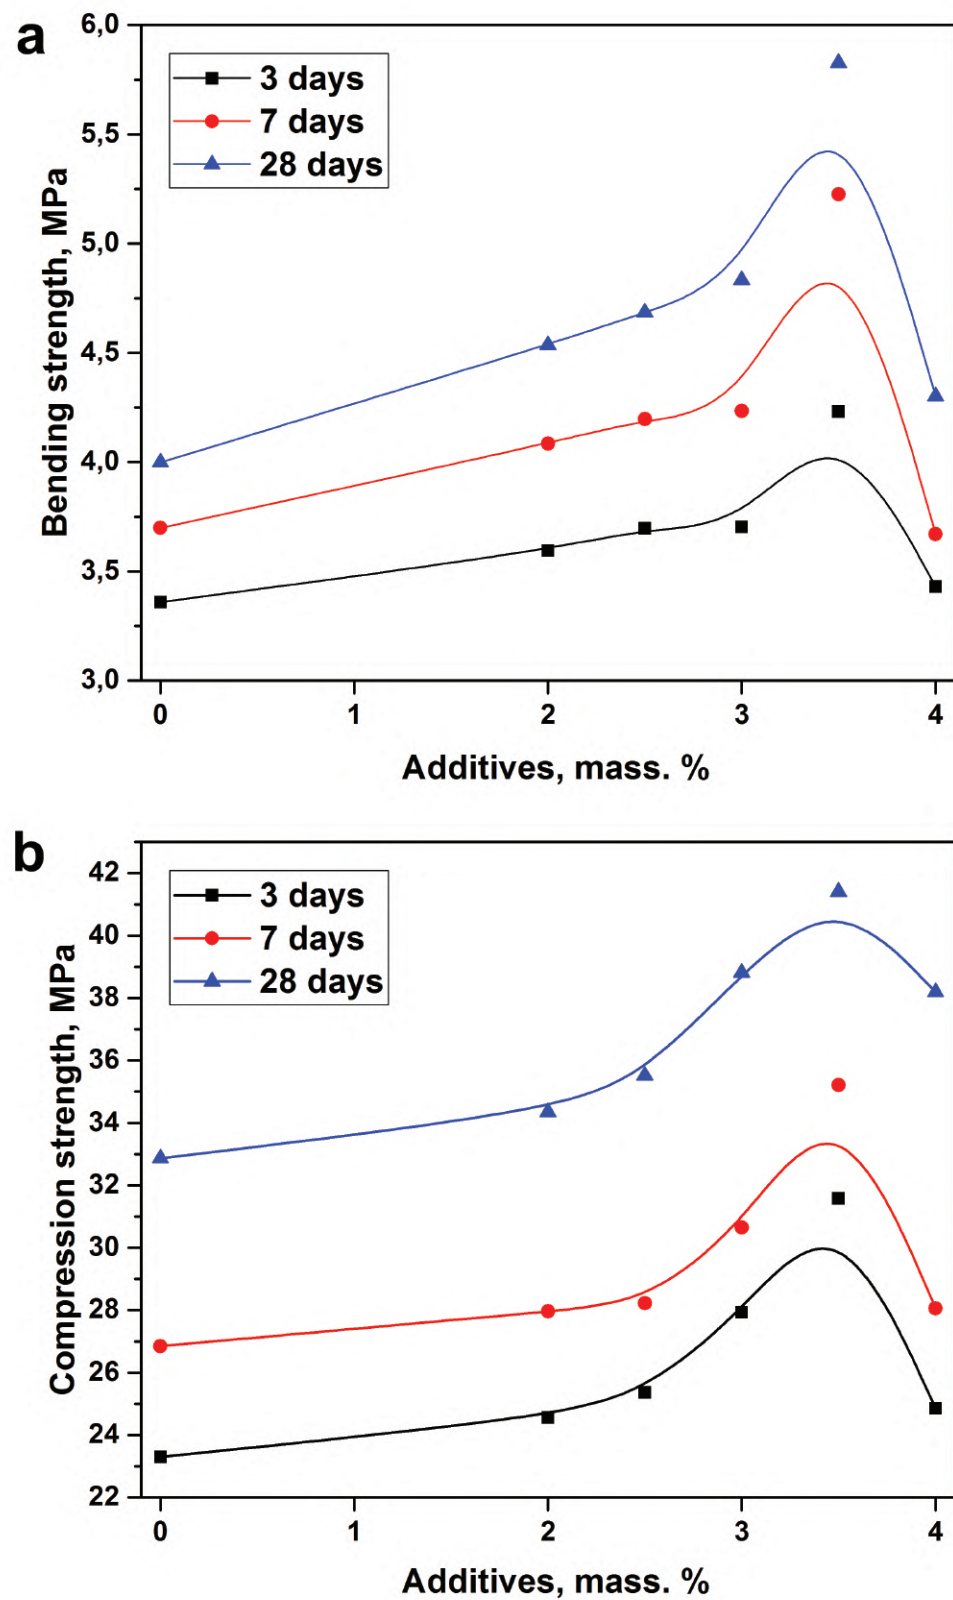 a
6,0
5,5
5,0
4,5
4,0
3,5
3,0
Bending strength, MPa
3 days
7 days
28 days
0 1 2 3 4
Additives, mass. %
b
42
40
38
36
34
32
30
28
26
24
22
Compression strength, MPa
3 days
7 days
28 days
0 1 2 3 4
Additives, mass. %